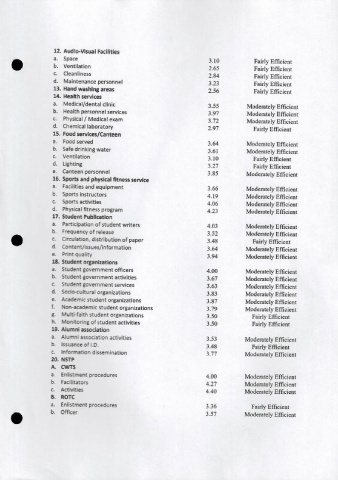 12. Audio-Visual Facilities
a. Space 3.10 Fairly Efficient
b. Ventilation 2.65 Fairly Efficient
c. Cleanliness 2.84 Fairly Efficient
d. Maintenance personnel 3.23 Fairly Efficient
13. Hand washing areas 2.56 Fairly Efficient
14. Health services
a. Medical/dental clinic 3.55 Moderately Efficient
b. Health personnel services 3.97 Moderately Efficient
c. Physical / Medical exam 3.72 Moderately Efficient
d. Chemical laboratory 2.97 Fairly Efficient
15. Food services/Canteen
a. Food served 3.64 Moderately Efficient
b. Safe drinking water 3.61 Moderately Efficient
c. Ventilation 3.10 Fairly Efficient
d. Lighting 3.27 Fairly Efficient
e. Canteen personnel 3.85 Moderately Efficient
16. Sports and physical fitness service
a. Facilities and equipment 3.66 Moderately Efficient
b. Sports instructors 4.19 Moderately Efficient
c. Sports activities 4.06 Moderately Efficient
d. Physical fitness program 4.23 Moderately Efficient
17. Student Publication
a. Participation of student writers 4.03 Moderately Efficient
b. Frequency of release 3.52 Moderately Efficient
c. Circulation, distribution of paper 3.48 Fairly Efficient
d. Content/issues/information 3.64 Moderately Efficient
e. Print quality 3.94 Moderately Efficient
18. Student organizations
a. Student government officers 4.00 Moderately Efficient
b. Student government activities 3.67 Moderately Efficient
c. Student government services 3.63 Moderately Efficient
d. Socio-cultural organizations 3.83 Moderately Efficient
e. Academic student organizations 3.87 Moderately Efficient
f. Non-academic student organizations 3.79 Moderately Efficient
g. Multi-faith student organizations 3.50 Fairly Efficient
h. Monitoring of student activities 3.50 Fairly Efficient
19. Alumni association
a. Alumni association activities 3.53 Moderately Efficient
b. Issuance of I.D. 3.48 Fairly Efficient
c. Information dissemination 3.77 Moderately Efficient
20. NSTP
A. CWTS
a. Enlistment procedures 4.00 Moderately Efficient
b. Facilitators 4.27 Moderately Efficient
c. Activities 4.40 Moderately Efficient
B. ROTC
a. Enlistment procedures 3.36 Fairly Efficient
b. Officer 3.57 Moderately Efficient